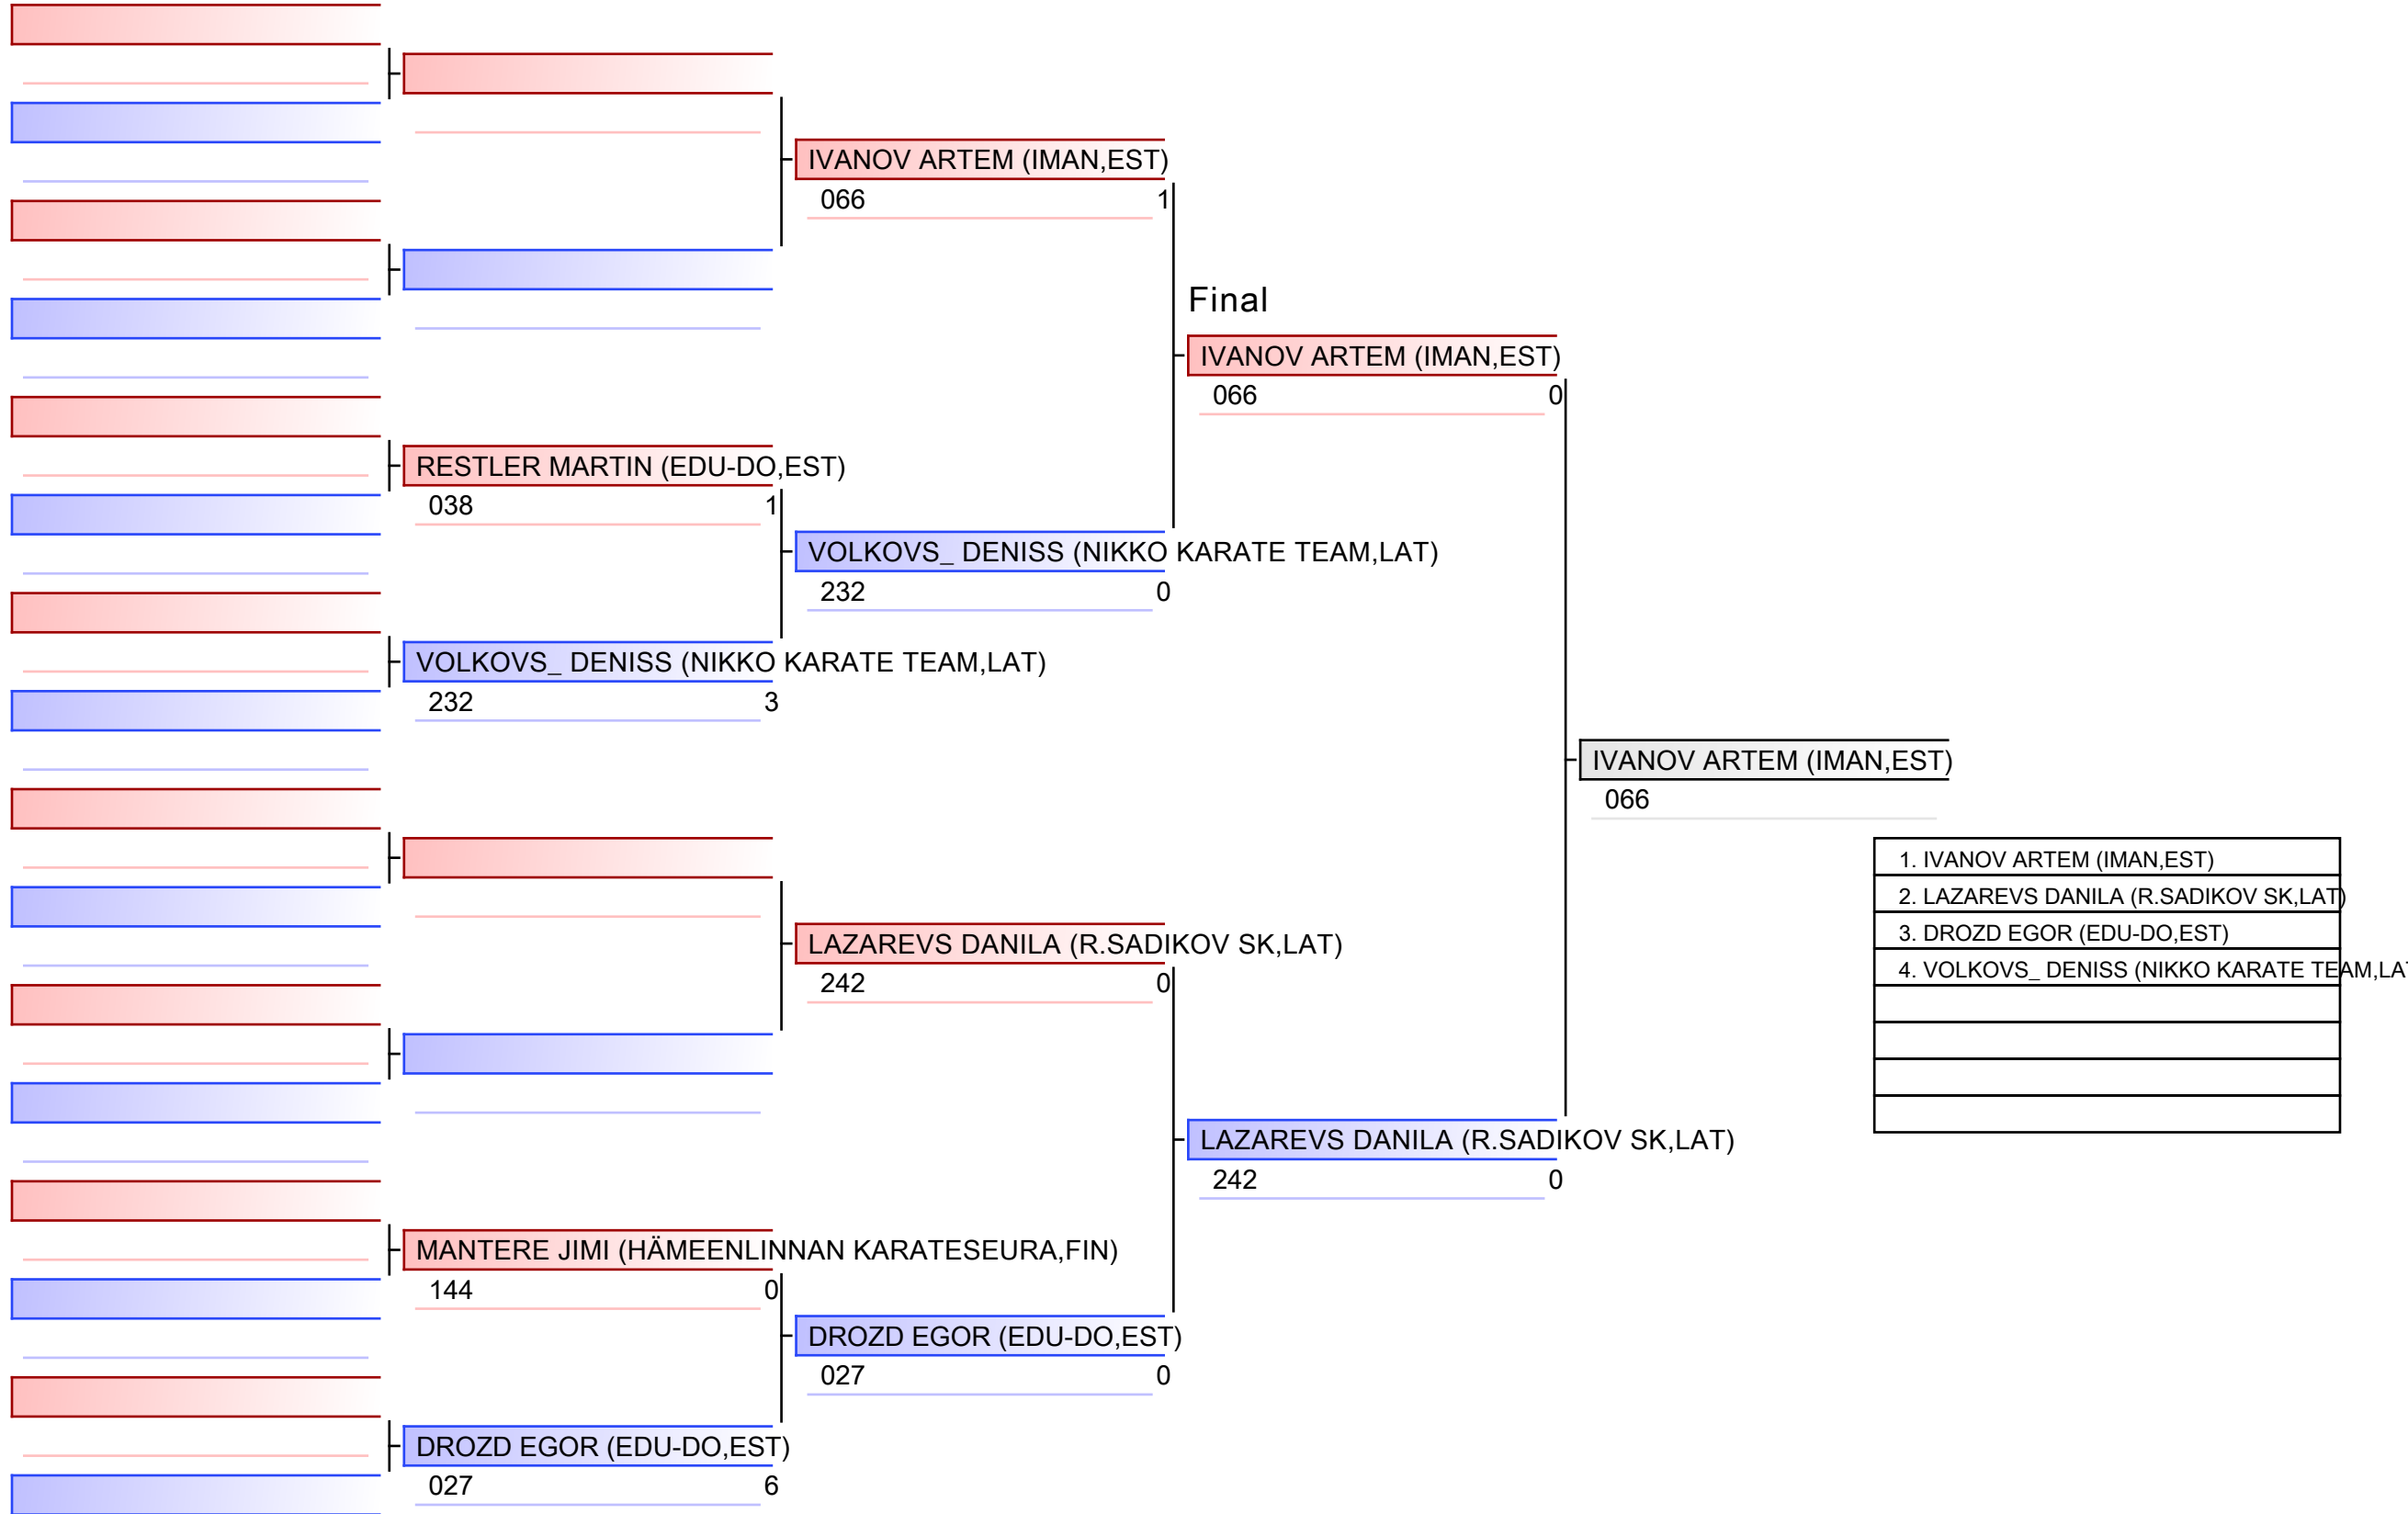 IVANOV ARTEM (IMAN,EST)
066 1
Final
IVANOV ARTEM (IMAN,EST)
066 0
RESTLER MARTIN (EDU-DO,EST)
038 1
VOLKOVS_ DENISS (NIKKO KARATE TEAM,LAT)
232 0
VOLKOVS_ DENISS (NIKKO KARATE TEAM,LAT)
232 3
IVANOV ARTEM (IMAN,EST)
066
1. IVANOV ARTEM (IMAN,EST)
2. LAZAREVS DANILA (R.SADIKOV SK,LAT)
3. DROZD EGOR (EDU-DO,EST)
4. VOLKOVS_ DENISS (NIKKO KARATE TEAM,LAT
LAZAREVS DANILA (R.SADIKOV SK,LAT)
242 0
LAZAREVS DANILA (R.SADIKOV SK,LAT)
242 0
MANTERE JIMI (HÄMEENLINNAN KARATESEURA,FIN)
144 0
DROZD EGOR (EDU-DO,EST)
027 0
DROZD EGOR (EDU-DO,EST)
027 6